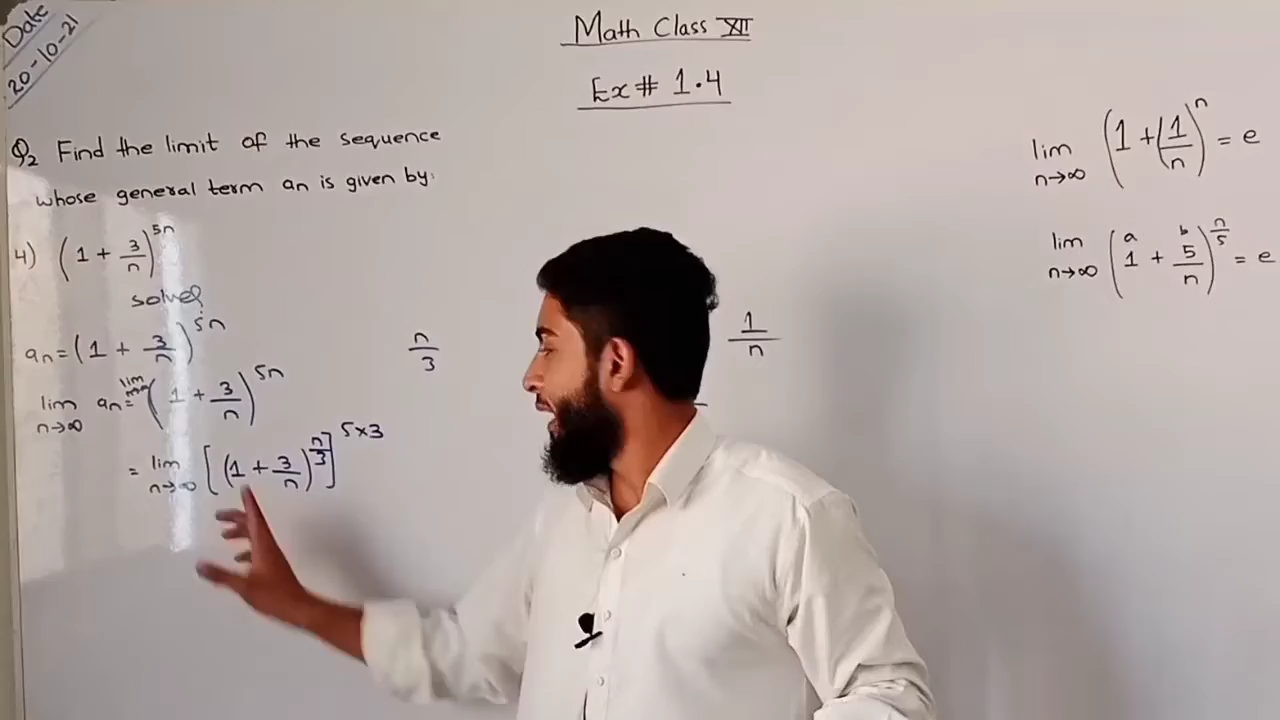 Date
20-10-21
Math Class XII
Ex# 1.4
Q2 Find the limit of the sequence
whose general term an is given by:
4) (1 + 3/n)^5n
solve
an = (1 + 3/n)^5n
lim n→∞ an = lim n→∞ (1 + 3/n)^5n
= lim n→∞ [(1 + 3/n)^n/3]^5×3
n/3
1/n
lim n→∞ (1 + (1/n)^n = e
a b
lim n→∞ (1 + 5/n)^n/5 = e